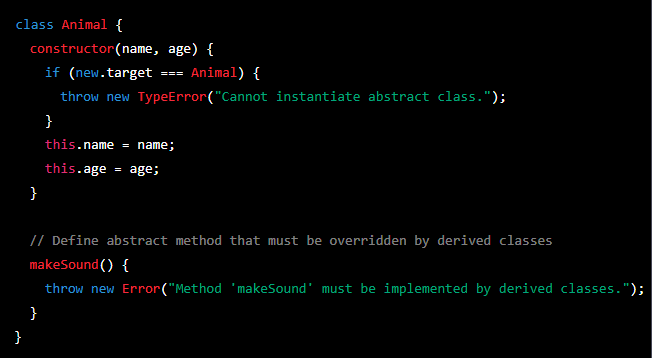 class Animal {
  constructor(name, age) {
    if (new.target === Animal) {
      throw new TypeError("Cannot instantiate abstract class.");
    }
    this.name = name;
    this.age = age;
  }

  // Define abstract method that must be overridden by derived classes
  makeSound() {
    throw new Error("Method 'makeSound' must be implemented by derived classes.");
  }
}